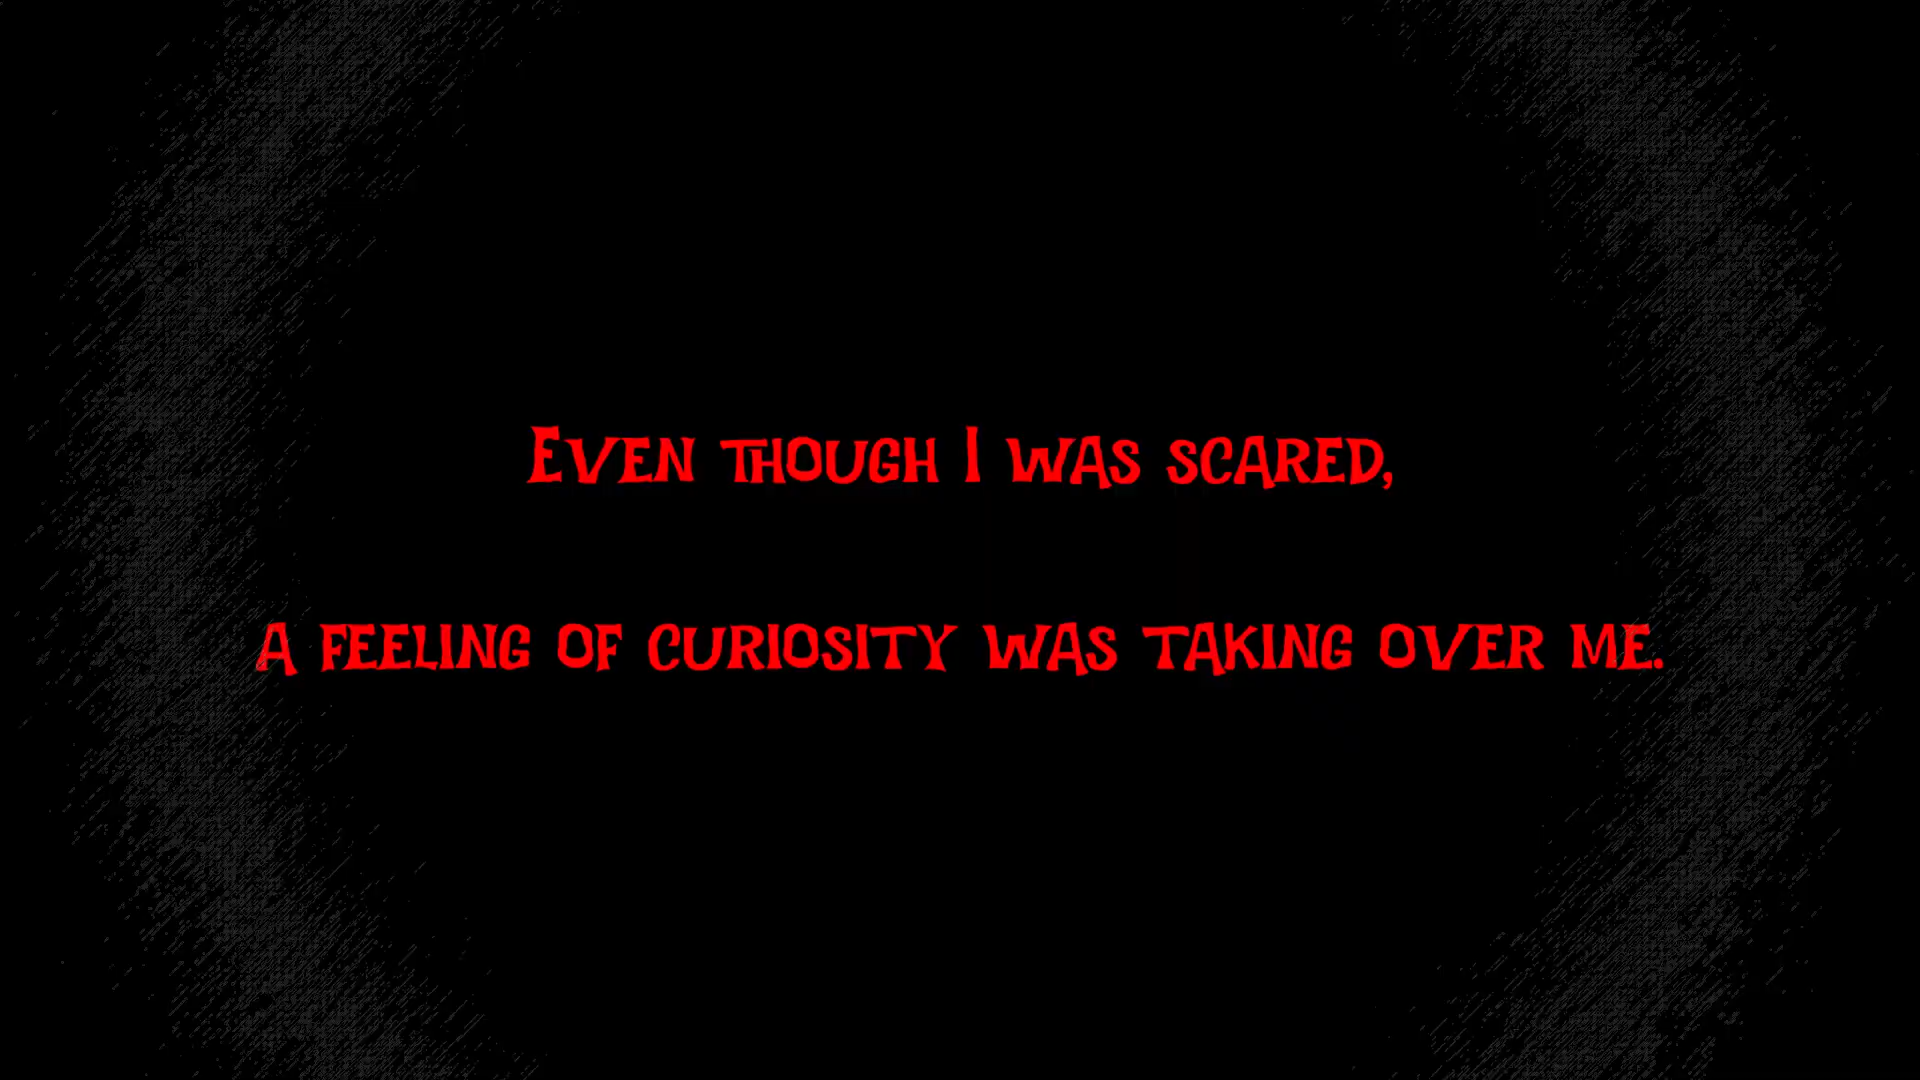 Even though I was scared,
a feeling of curiosity was taking over me.